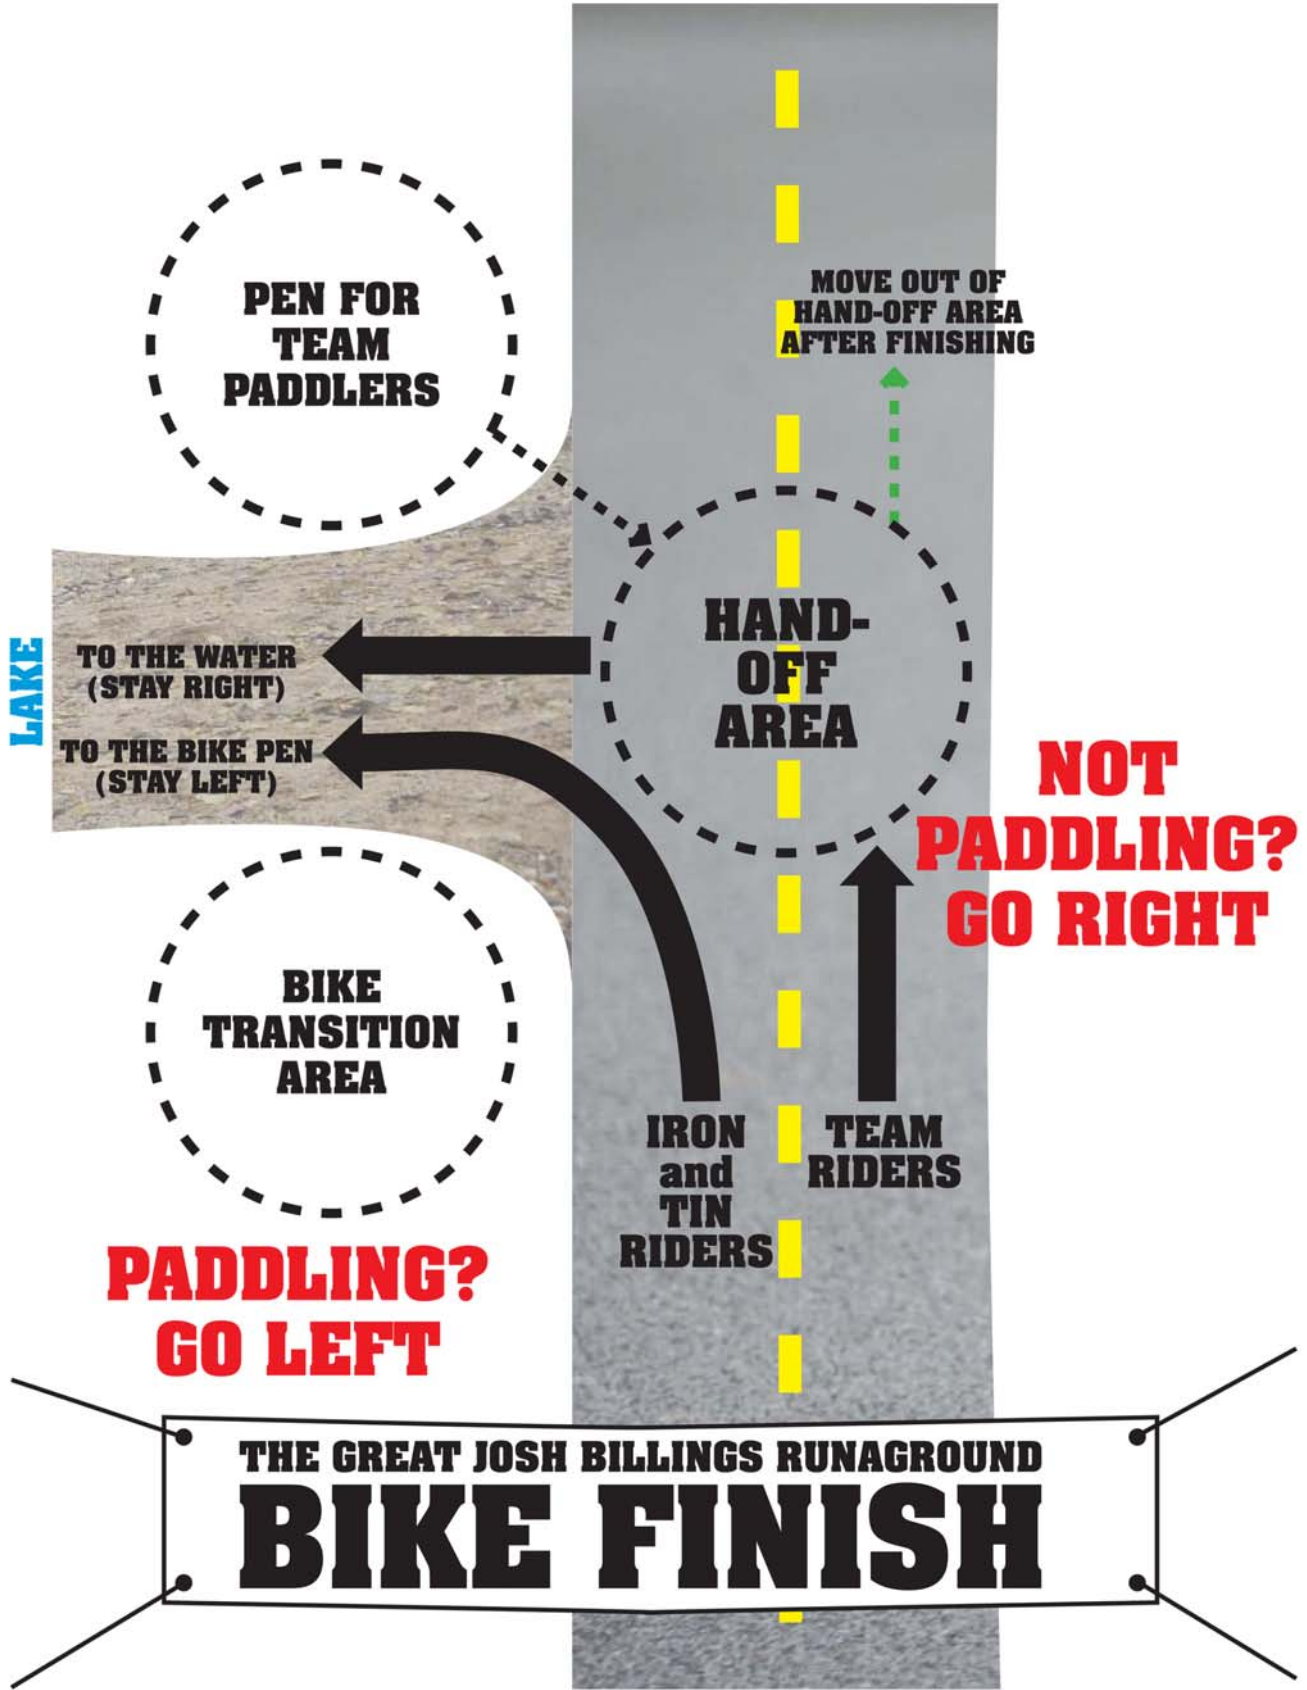 PEN FOR
TEAM
PADDLERS
MOVE OUT OF
HAND-OFF AREA
AFTER FINISHING
HAND-
OFF
AREA
LAKE
TO THE WATER
(STAY RIGHT)
TO THE BIKE PEN
(STAY LEFT)
NOT
PADDLING?
GO RIGHT
BIKE
TRANSITION
AREA
IRON
and
TIN
RIDERS
TEAM
RIDERS
PADDLING?
GO LEFT
THE GREAT JOSH BILLINGS RUNAGROUND
BIKE FINISH